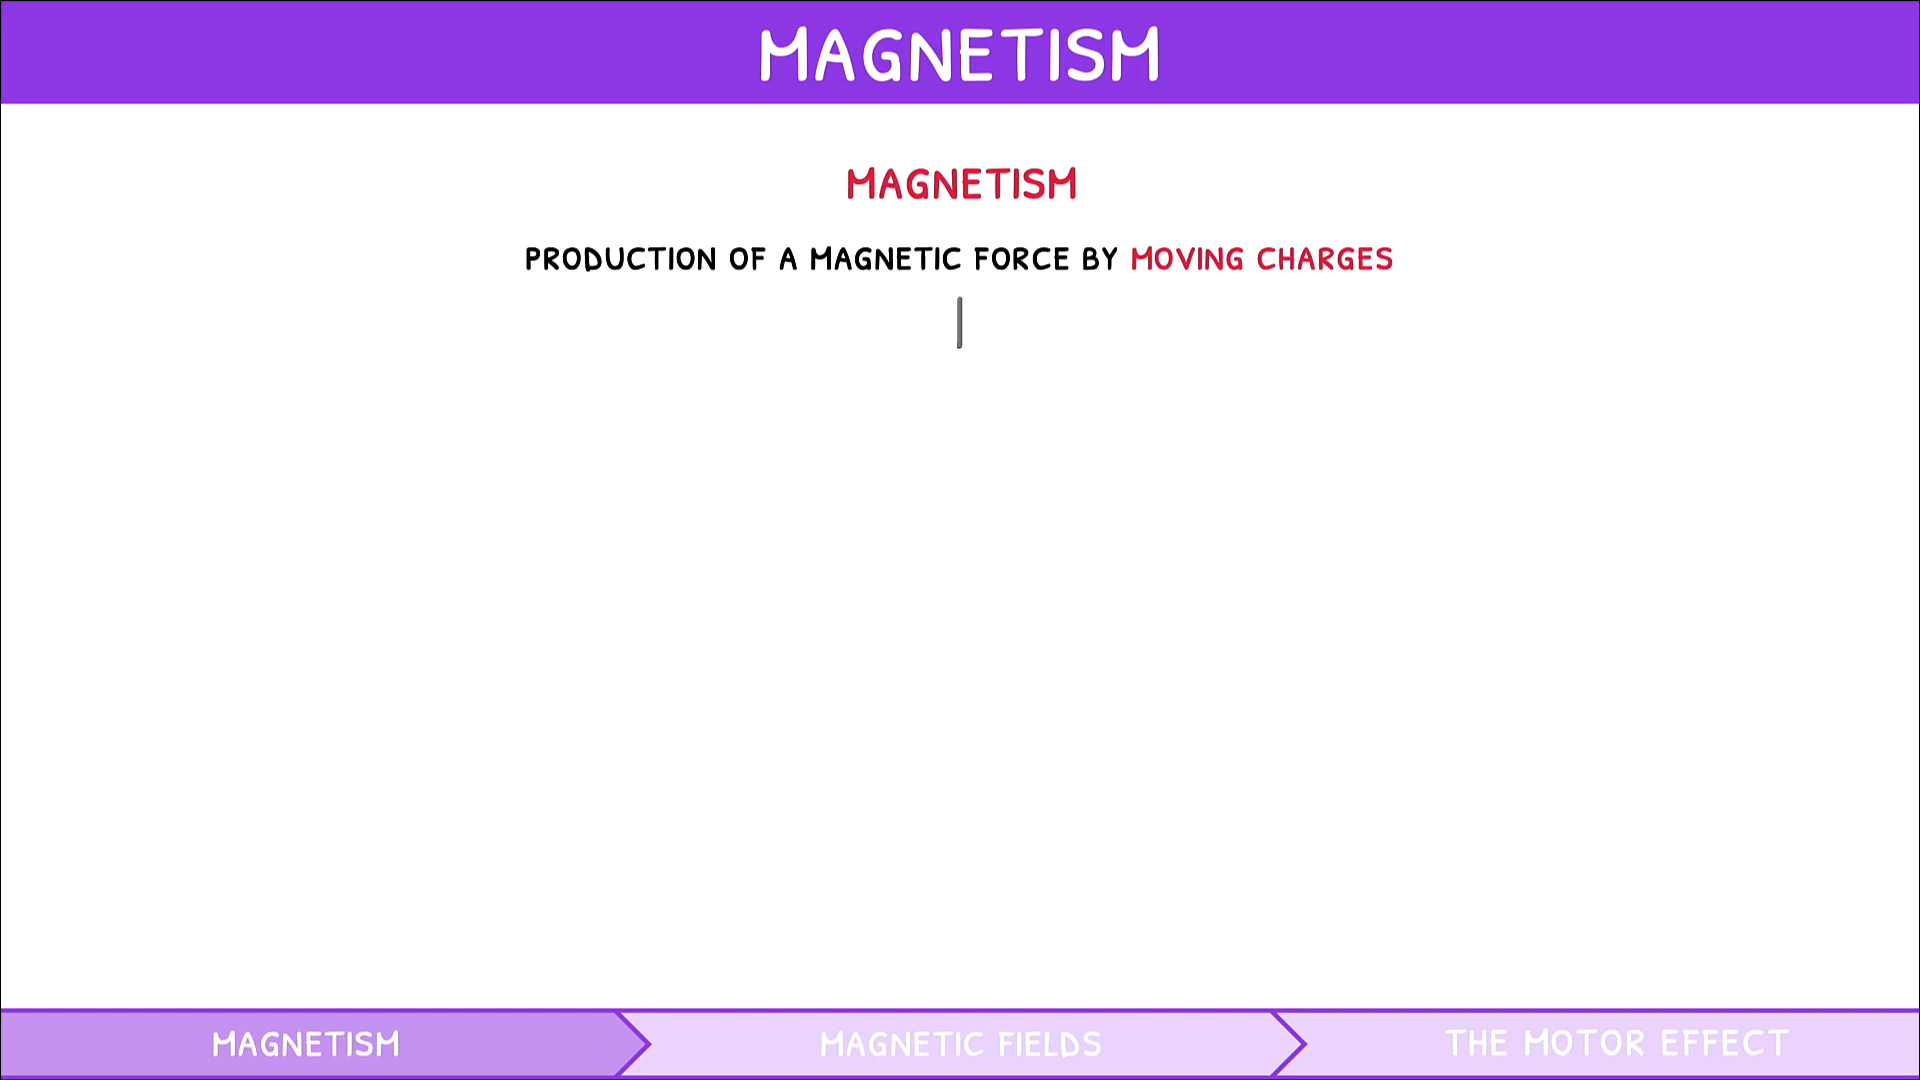 MAGNETISM
MAGNETISM
PRODUCTION OF A MAGNETIC FORCE BY MOVING CHARGES
MAGNETISM
MAGNETIC FIELDS
THE MOTOR EFFECT